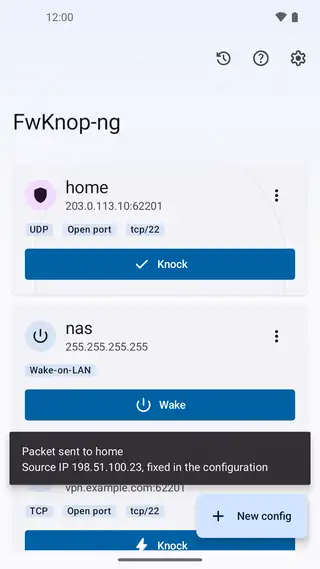 12:00
FwKnop-ng
home
203.0.113.10:62201
UDP Open port tcp/22
Knock
nas
255.255.255.255
Wake-on-LAN
Wake
Packet sent to home
Source IP 198.51.100.23, fixed in the configuration
vpn.example.com:62201
TCP Open port tcp/22
New config
Knock